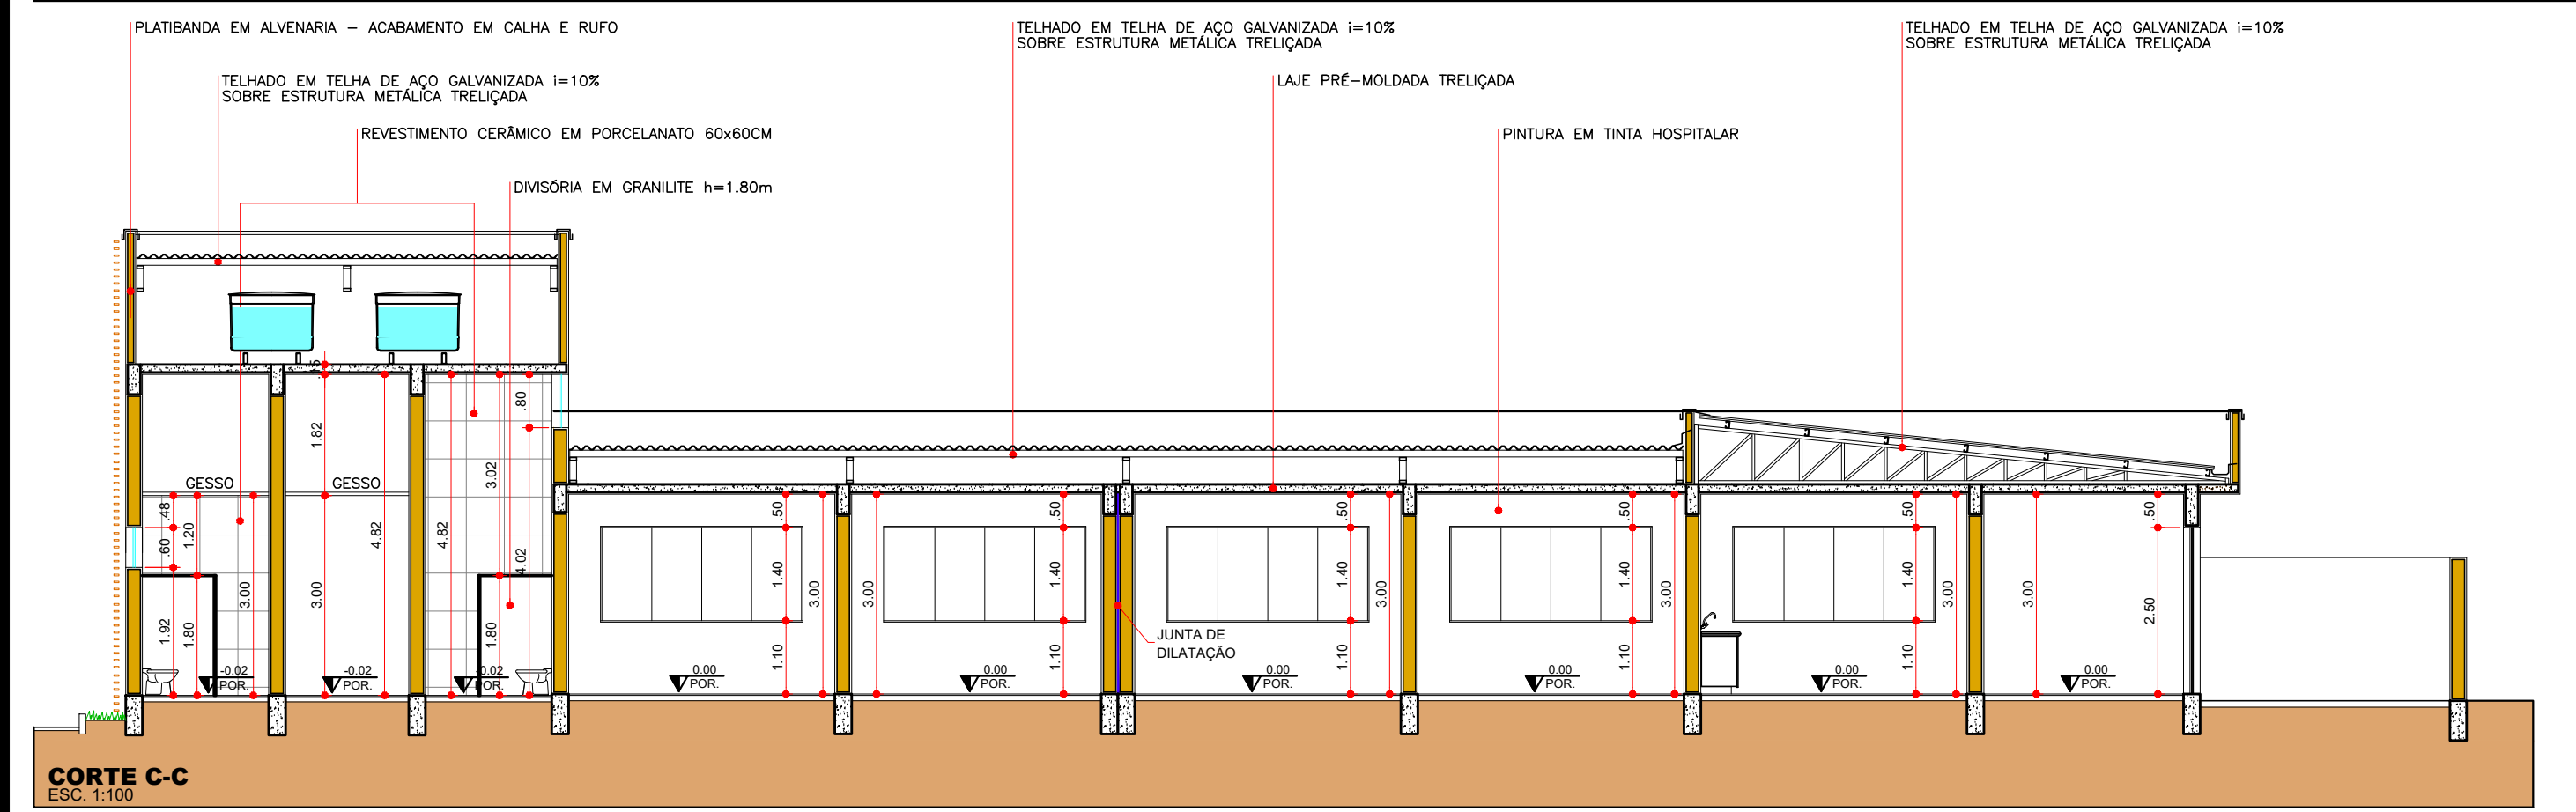 PLATIBANDA EM ALVENARIA – ACABAMENTO EM CALHA E RUFO
TELHADO EM TELHA DE AÇO GALVANIZADA i=10%
SOBRE ESTRUTURA METÁLICA TRELIÇADA
TELHADO EM TELHA DE AÇO GALVANIZADA i=10%
SOBRE ESTRUTURA METÁLICA TRELIÇADA
TELHADO EM TELHA DE AÇO GALVANIZADA i=10%
SOBRE ESTRUTURA METÁLICA TRELIÇADA
LAJE PRÉ-MOLDADA TRELIÇADA
REVESTIMENTO CERÂMICO EM PORCELANATO 60x60CM
PINTURA EM TINTA HOSPITALAR
DIVISÓRIA EM GRANILITE h=1.80m
GESSO
GESSO
.48
.60
1.92
1.20
1.80
3.00
1.82
3.00
4.82
4.82
3.02
1.80
.80
4.02
-0.02
POR.
-0.02
POR.
-0.02
POR.
.50
1.40
1.10
3.00
0.00
POR.
3.00
.50
1.40
1.10
0.00
POR.
JUNTA DE
DILATAÇÃO
.50
1.40
1.10
3.00
0.00
POR.
.50
1.40
1.10
3.00
0.00
POR.
.50
1.40
1.10
3.00
0.00
POR.
3.00
.50
2.50
0.00
POR.
CORTE C-C
ESC. 1:100